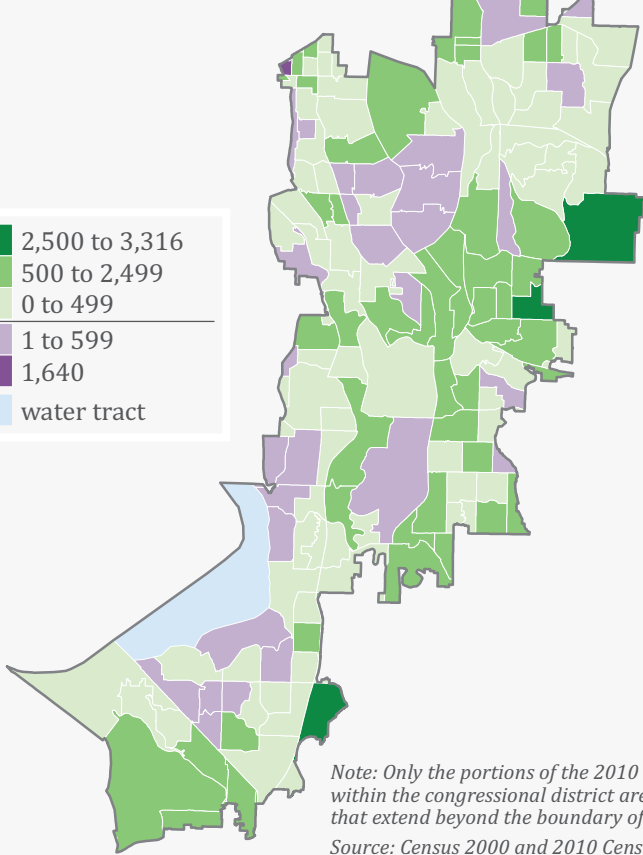 2,500 to 3,316
500 to 2,499
0 to 499
1 to 599
1,640
water tract
Note: Only the portions of the 2010
within the congressional district are
that extend beyond the boundary of
Source: Census 2000 and 2010 Cens